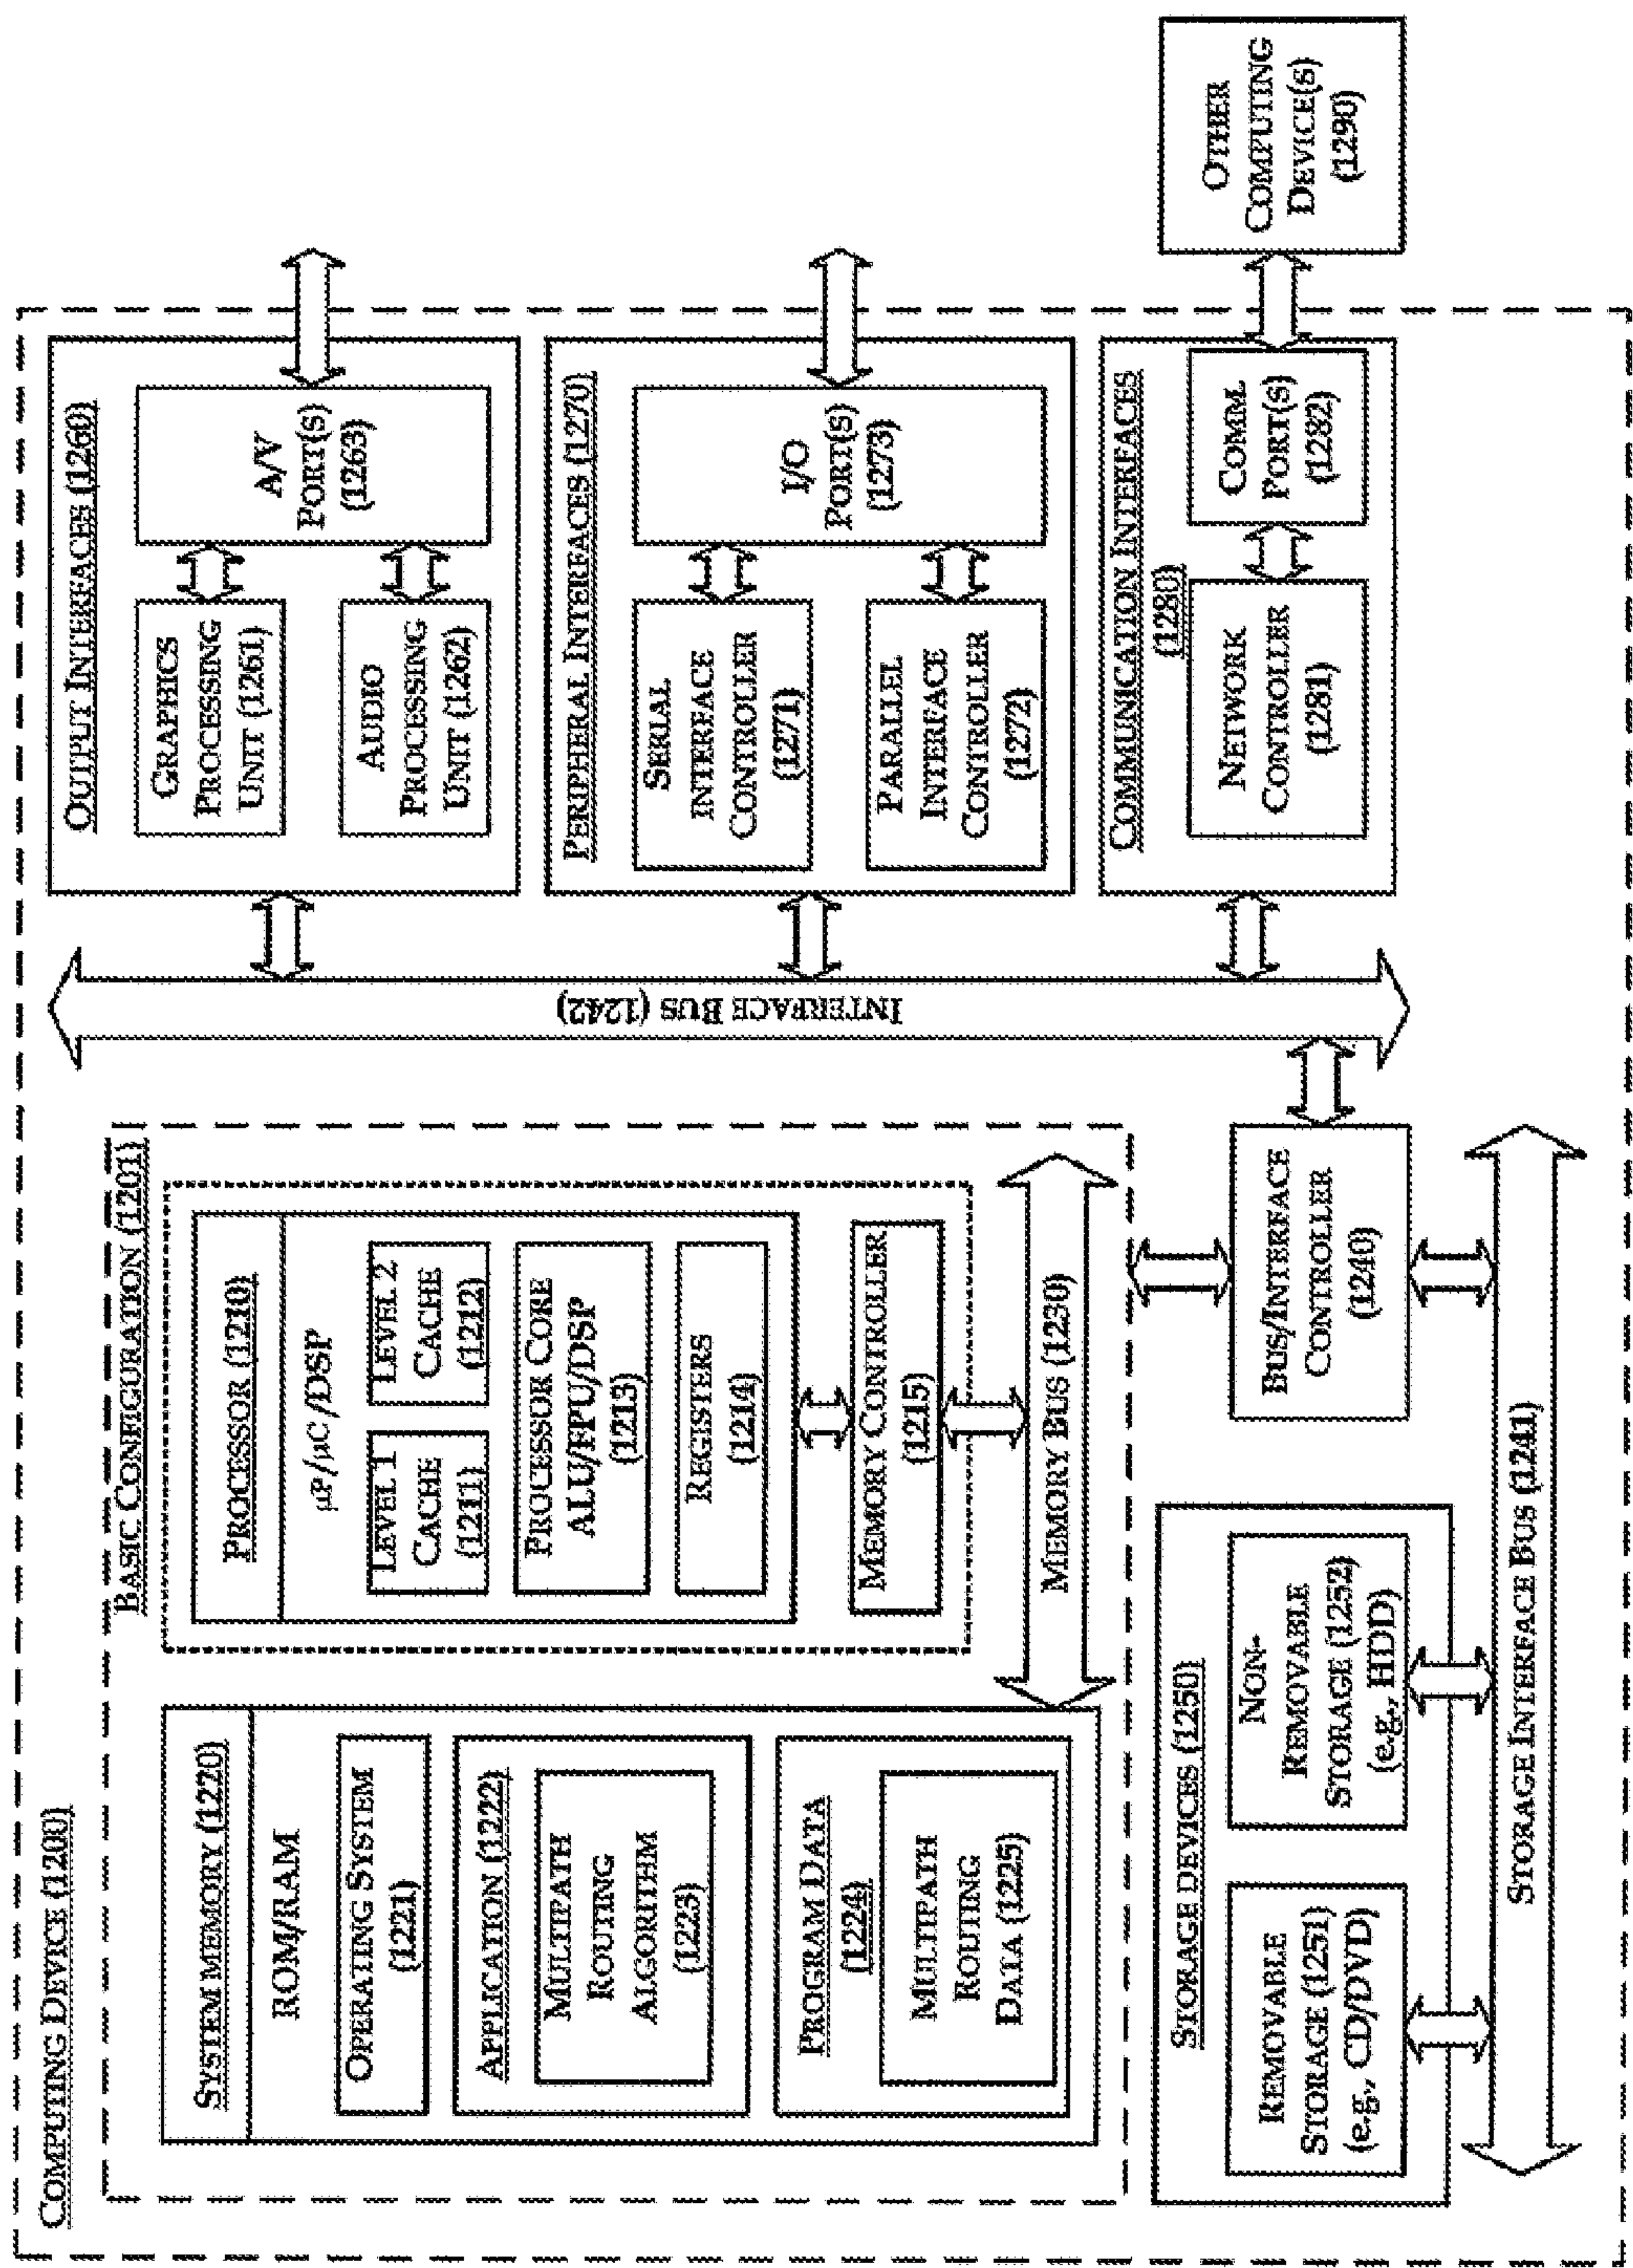 COMPUTING DEVICE (1200)
BASIC CONFIGURATION (1201)
SYSTEM MEMORY (1220)
ROM/RAM
OPERATING SYSTEM
(1221)
APPLICATION (1222)
MULTIPATH
ROUTING
ALGORITHM
(1223)
PROGRAM DATA
(1224)
MULTIPATH
ROUTING
DATA (1225)
PROCESSOR (1210)
µP/µC/DSP
LEVEL 1
CACHE
(1211)
LEVEL 2
CACHE
(1212)
PROCESSOR CORE
ALU/FPU/DSP
(1213)
REGISTERS
(1214)
MEMORY CONTROLLER
(1215)
MEMORY BUS (1230)
STORAGE DEVICES (1250)
REMOVABLE
STORAGE (1251)
(e.g., CD/DVD)
NON-
REMOVABLE
STORAGE (1252)
(e.g., HDD)
BUS/INTERFACE
CONTROLLER
(1240)
STORAGE INTERFACE BUS (1241)
INTERFACE BUS (1242)
OUTPUT INTERFACES (1260)
GRAPHICS
PROCESSING
UNIT (1261)
AUDIO
PROCESSING
UNIT (1262)
A/V
PORT(S)
(1263)
PERIPHERAL INTERFACES (1270)
SERIAL
INTERFACE
CONTROLLER
(1271)
PARALLEL
INTERFACE
CONTROLLER
(1272)
I/O
PORT(S)
(1273)
COMMUNICATION INTERFACES
(1280)
NETWORK
CONTROLLER
(1281)
COMM
PORT(S)
(1282)
OTHER
COMPUTING
DEVICE(S)
(1290)